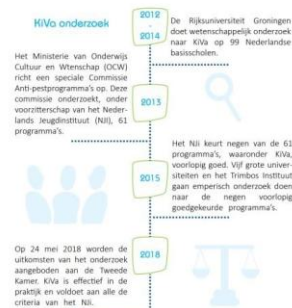 KiVa onderzoek
2012
-
2014
De Rijksuniversiteit Groningen
doet wetenschappelijk onderzoek
naar KiVa op 99 Nederlandse
basisscholen.
Het Ministerie van Onderwijs
Cultuur en Wtenschap (OCW)
richt een speciale Commissie
Anti-pestprogramma's op. Deze
commissie onderzoekt, onder
voorzitterschap van het Neder-
lands Jeugdinstituut (NJI), 61
programma's.
2013
Het NJi keurt negen van de 61
programma's, waaronder KiVa,
voorlopig goed. Vijf grote univer-
siteiten en het Trimbos Instituut
gaan emperisch onderzoek doen
naar de negen voorlopig
goedgekeurde programma's.
2015
Op 24 mei 2018 worden de
uitkomsten van het onderzoek
aangeboden aan de Tweede
Kamer. KiVa is effectief in de
praktijk en voldoet aan alle de
criteria van het NJi.
2018